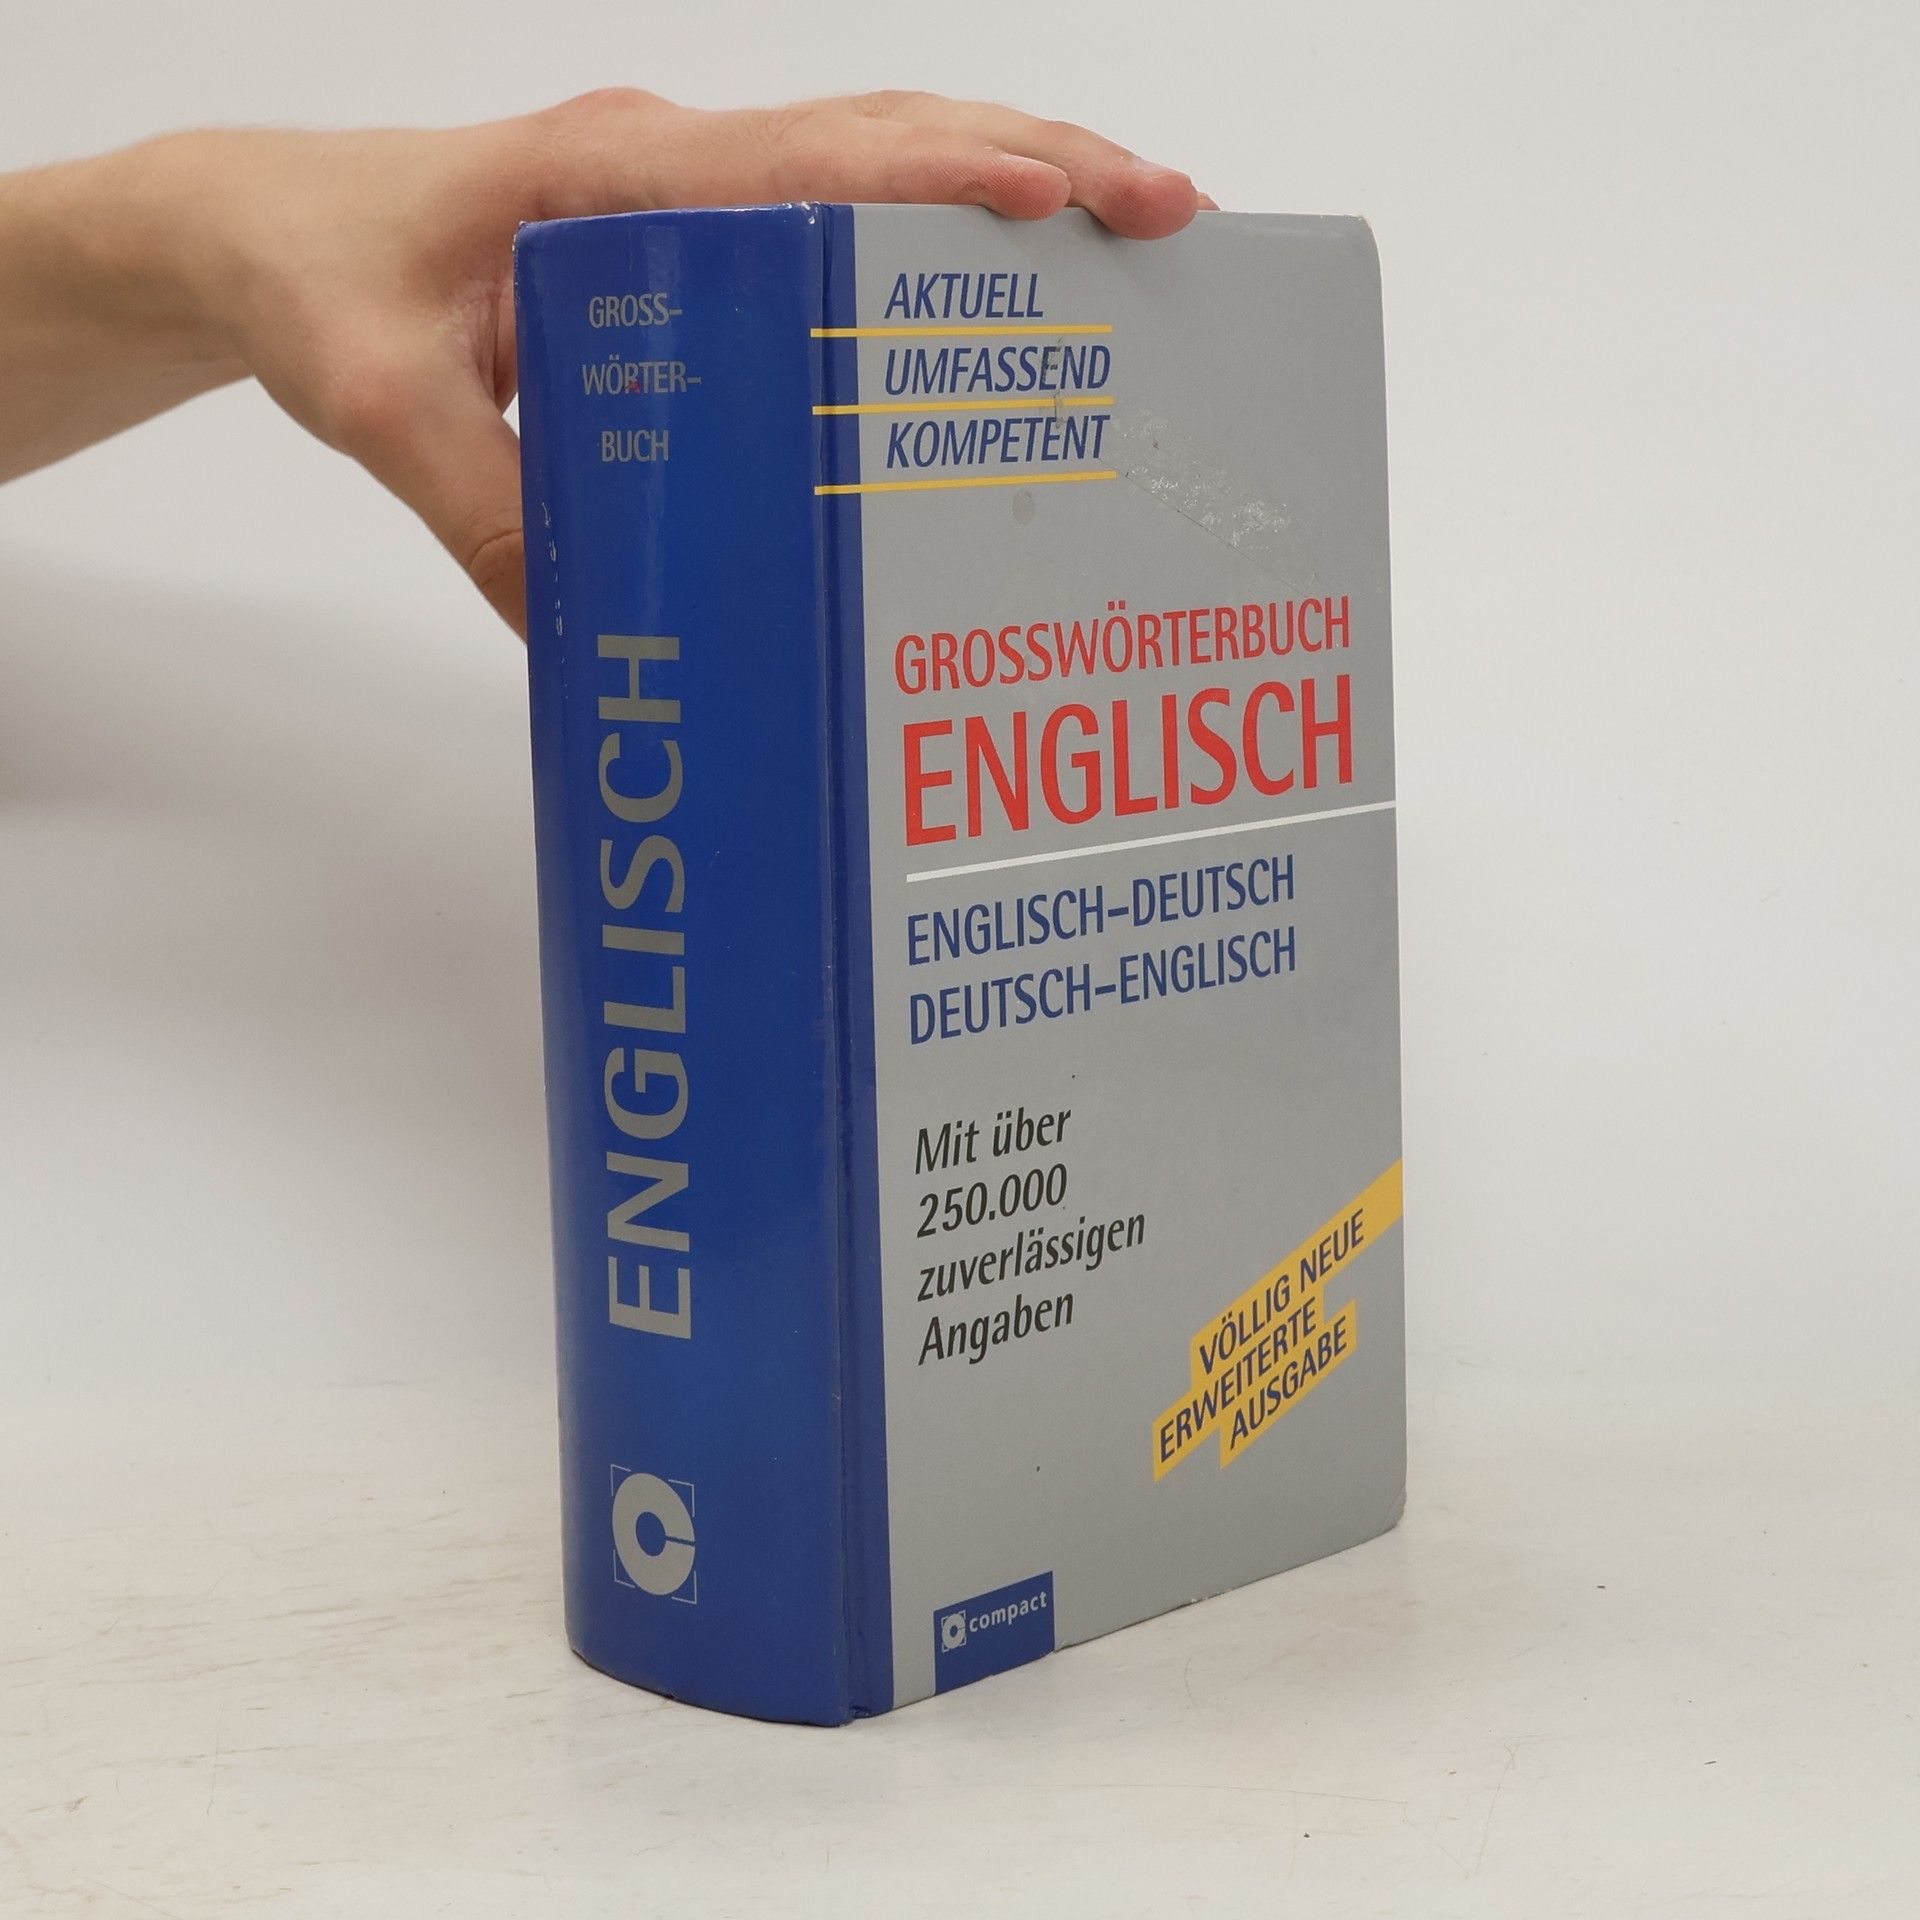 GROSS-
WÖRTER-
BUCH
ENGLISCH
AKTUELL
UMFASSEND
KOMPETENT
GROSSWÖRTERBUCH
ENGLISCH
ENGLISCH-DEUTSCH
DEUTSCH-ENGLISCH
Mit über
250.000
zuverlässigen
Angaben
VÖLLIG NEUE
ERWEITERTE
AUSGABE
compact